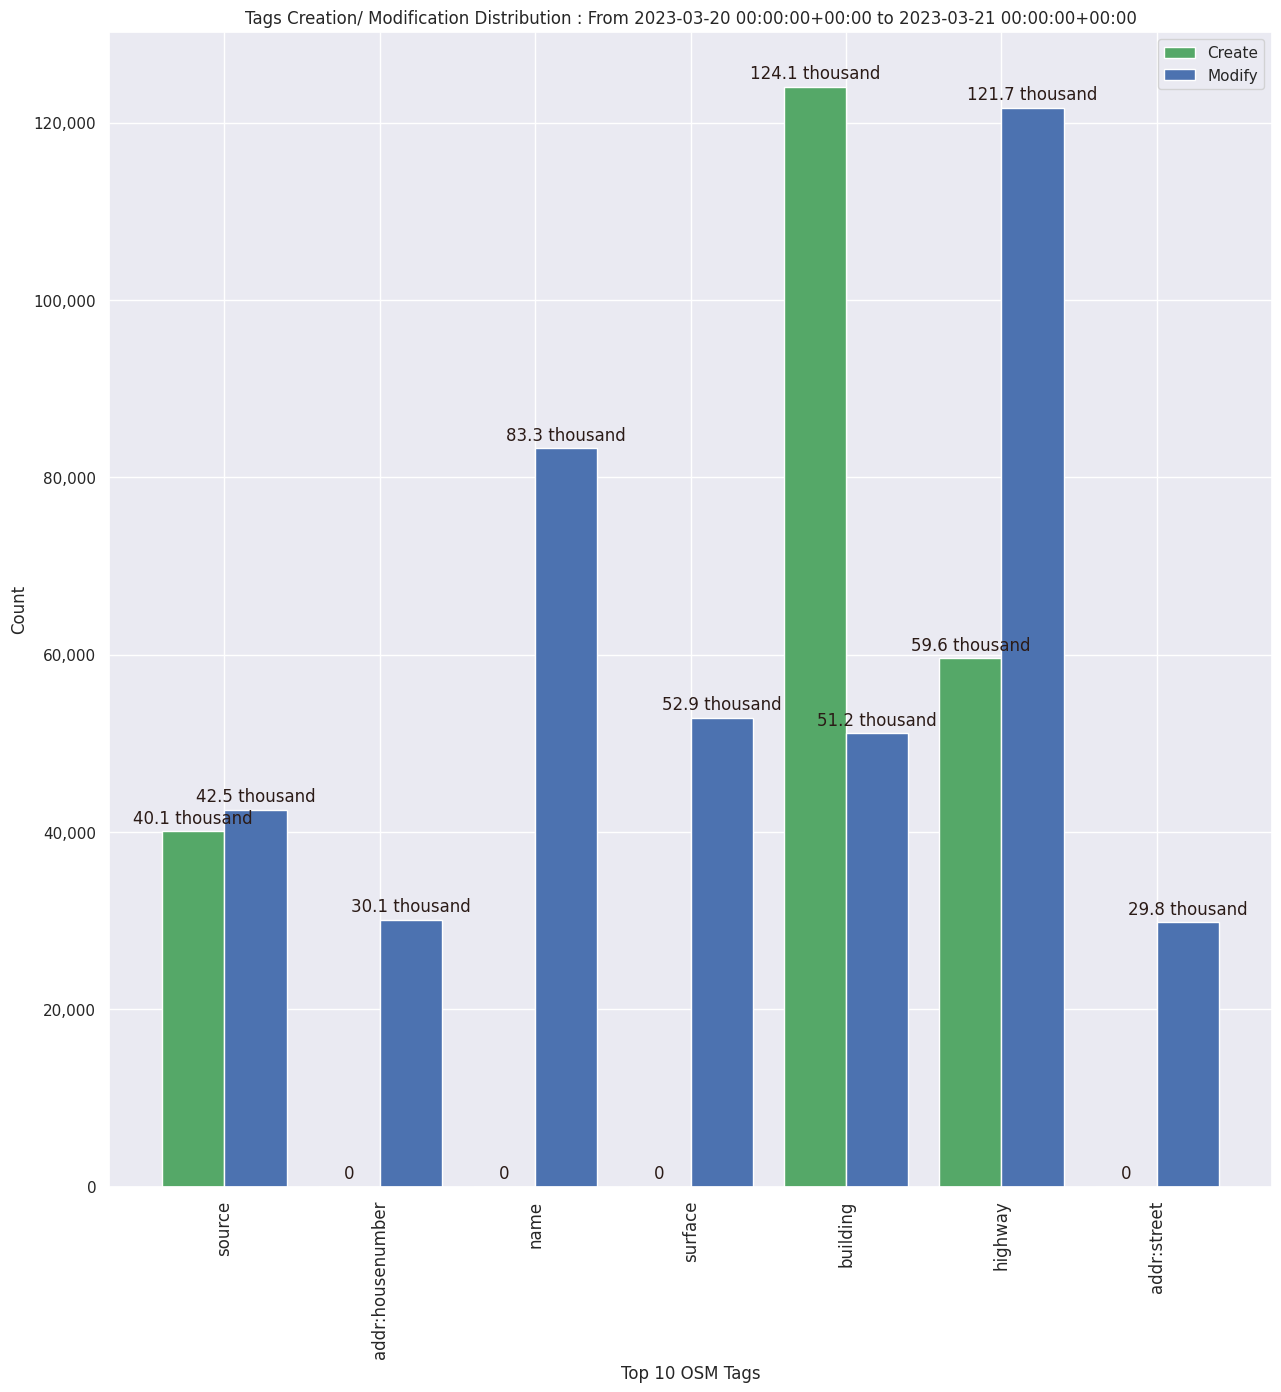 Tags Creation/ Modification Distribution : From 2023-03-20 00:00:00+00:00 to 2023-03-21 00:00:00+00:00
Create
Modify
124.1 thousand
121.7 thousand
83.3 thousand
59.6 thousand
52.9 thousand
51.2 thousand
42.5 thousand
40.1 thousand
30.1 thousand
29.8 thousand
0
0
0
0
120,000
100,000
80,000
60,000
40,000
20,000
0
Count
source
addr:housenumber
name
surface
building
highway
addr:street
Top 10 OSM Tags